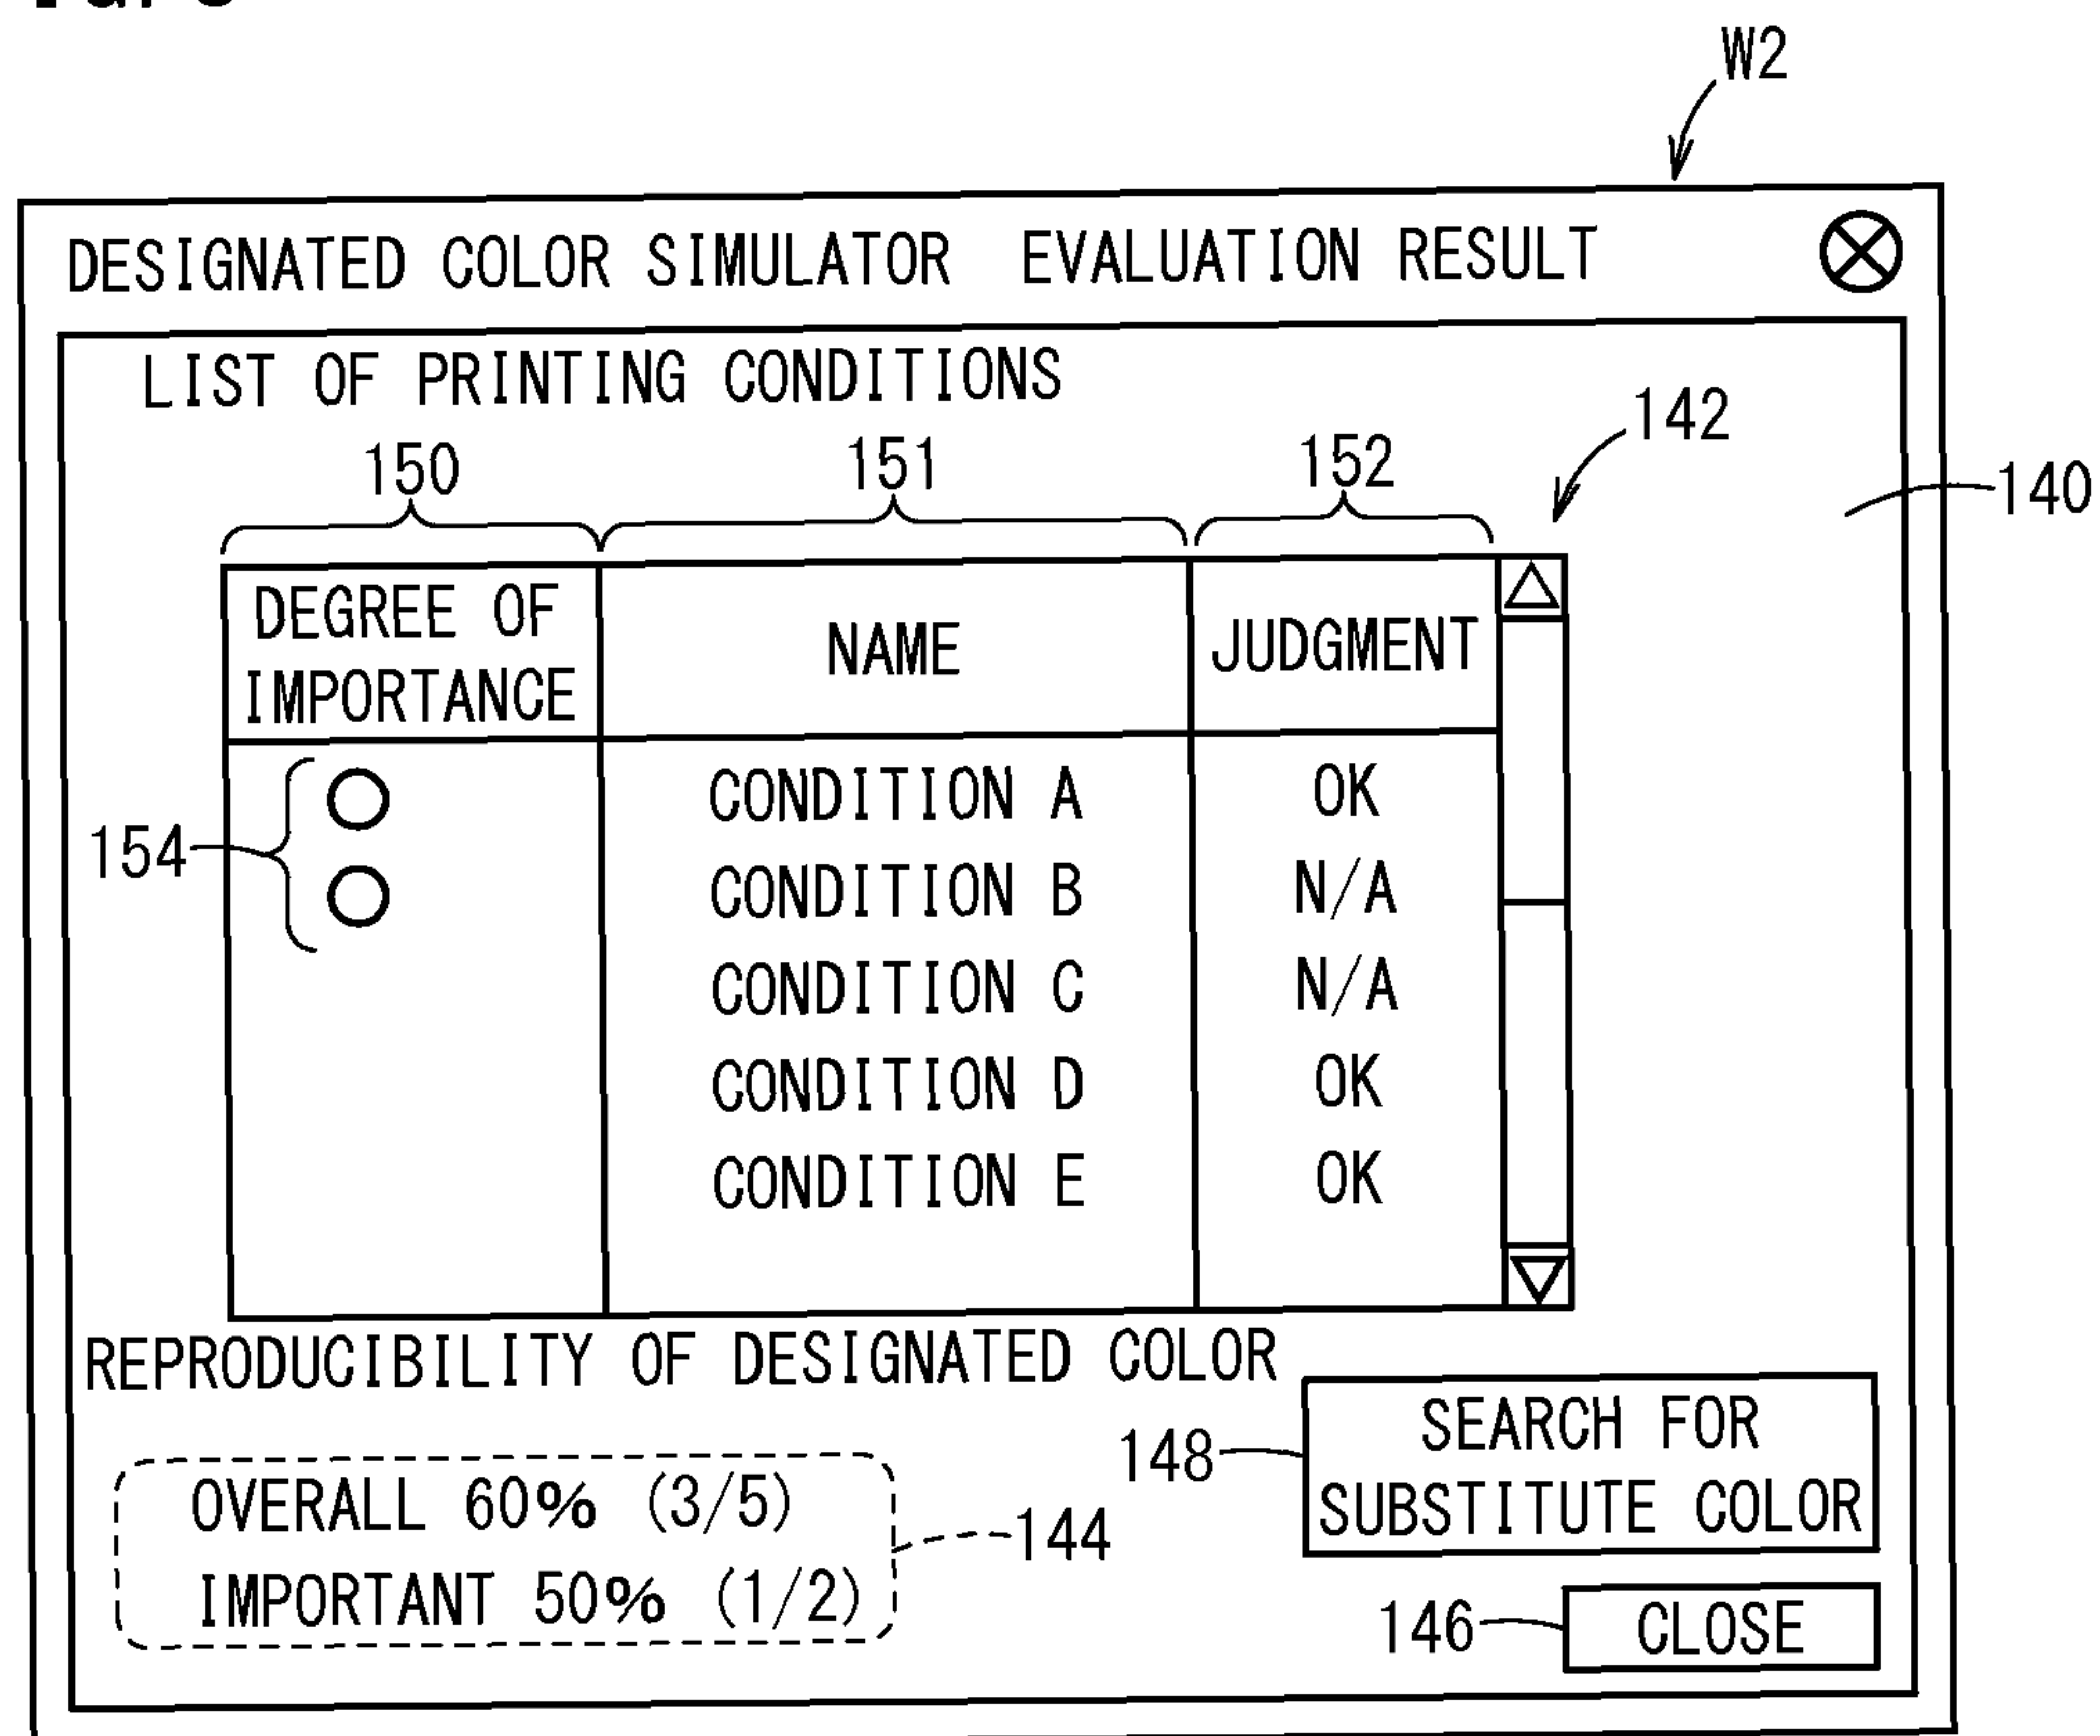 W2
DESIGNATED COLOR SIMULATOR EVALUATION RESULT
LIST OF PRINTING CONDITIONS
142
150 151 152
140
DEGREE OF IMPORTANCE NAME JUDGMENT
CONDITION A OK
154
CONDITION B N/A
CONDITION C N/A
CONDITION D OK
CONDITION E OK
REPRODUCIBILITY OF DESIGNATED COLOR
OVERALL 60% (3/5)
IMPORTANT 50% (1/2)
144
148
SEARCH FOR
SUBSTITUTE COLOR
146
CLOSE